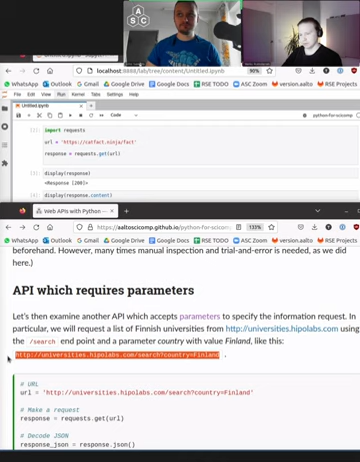 A
S C
localhost:8888/lab/tree/content/Untitled.ipynb
90%
WhatsApp Outlook Gmail Google Drive Google Docs RSE TODO ASC Zoom version.aalto RSE Projects
Untitled.ipynb
File Edit View Run Kernel Tabs Settings Help
Code python-for-scicomp
import requests
url = 'https://catfact.ninja/fact'
response = requests.get(url)
display(response)
<Response [200]>
display(response.content)
Web APIs with Python —
https://aaltoscicomp.github.io/python-for-scicom
133%
WhatsApp Outlook Gmail Google Drive Google Docs RSE TODO ASC Zoom version.aalto RSE Projects
beforehand. However, many times manual inspection and trial-and-error is needed, as we did
here.)
API which requires parameters
Let's then examine another API which accepts parameters to specify the information request. In
particular, we will request a list of Finnish universities from http://universities.hipolabs.com using
the /search end point and a parameter country with value Finland, like this:
http://universities.hipolabs.com/search?country=Finland .
# URL
url = 'http://universities.hipolabs.com/search?country=Finland'
# Make a request
response = requests.get(url)
# Decode JSON
response_json = response.json()